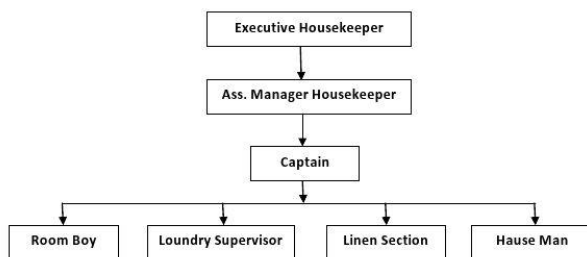 Executive Housekeeper
Ass. Manager Housekeeper
Captain
Room Boy
Loundry Supervisor
Linen Section
Hause Man